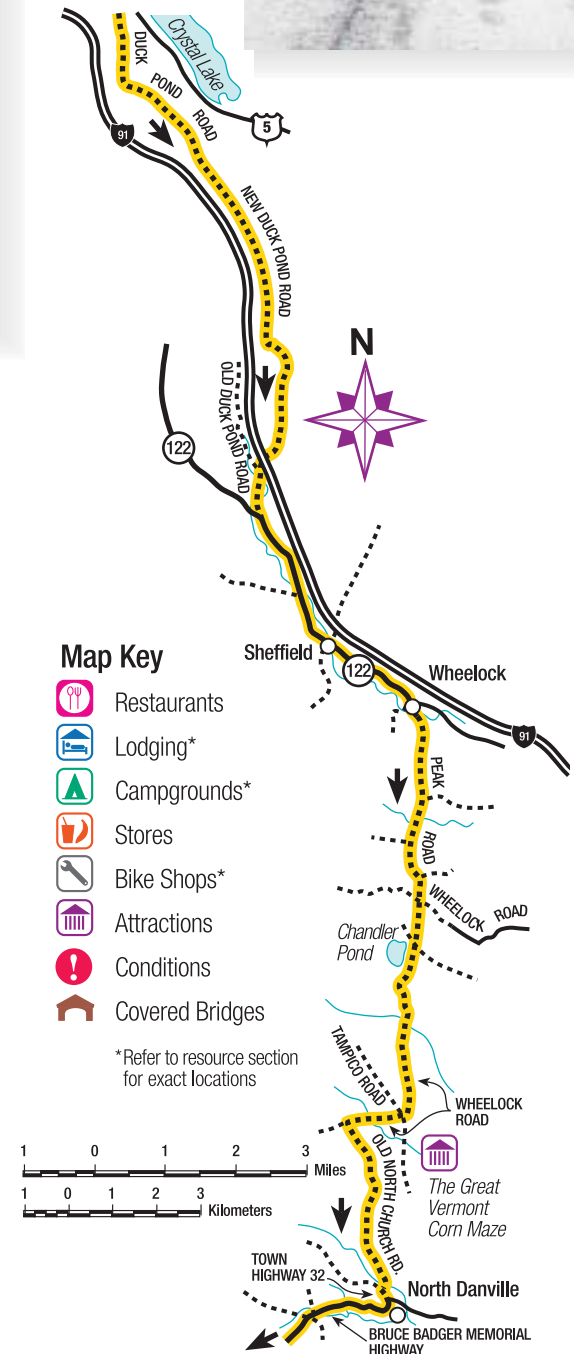 Crystal Lake
DUCK
POND
ROAD
5
91
NEW DUCK POND ROAD
N
OLD DUCK POND ROAD
122
Sheffield
122
Wheelock
91
Map Key
Restaurants
Lodging*
Campgrounds*
Stores
Bike Shops*
Attractions
Conditions
Covered Bridges
*Refer to resource section
for exact locations
PEAK
ROAD
WHEELOCK ROAD
Chandler
Pond
TAMPICO ROAD
WHEELOCK
ROAD
1 0 1 2 3 Miles
1 0 1 2 3 Kilometers
OLD NORTH CHURCH RD.
The Great
Vermont
Corn Maze
TOWN
HIGHWAY 32
North Danville
BRUCE BADGER MEMORIAL
HIGHWAY